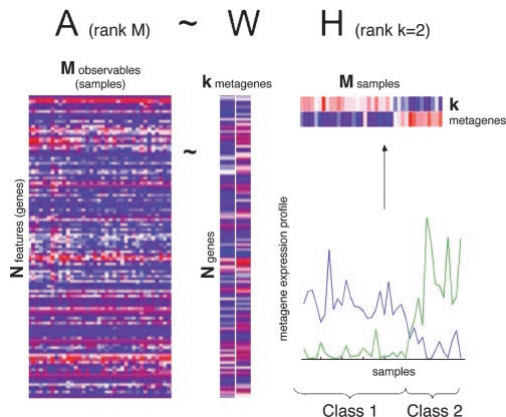 A (rank M) ~ W H (rank k=2)
M observables
(samples)
k metagenes
M samples
k
metagenes
~
N features (genes)
N genes
metagene expression profile
samples
Class 1
Class 2